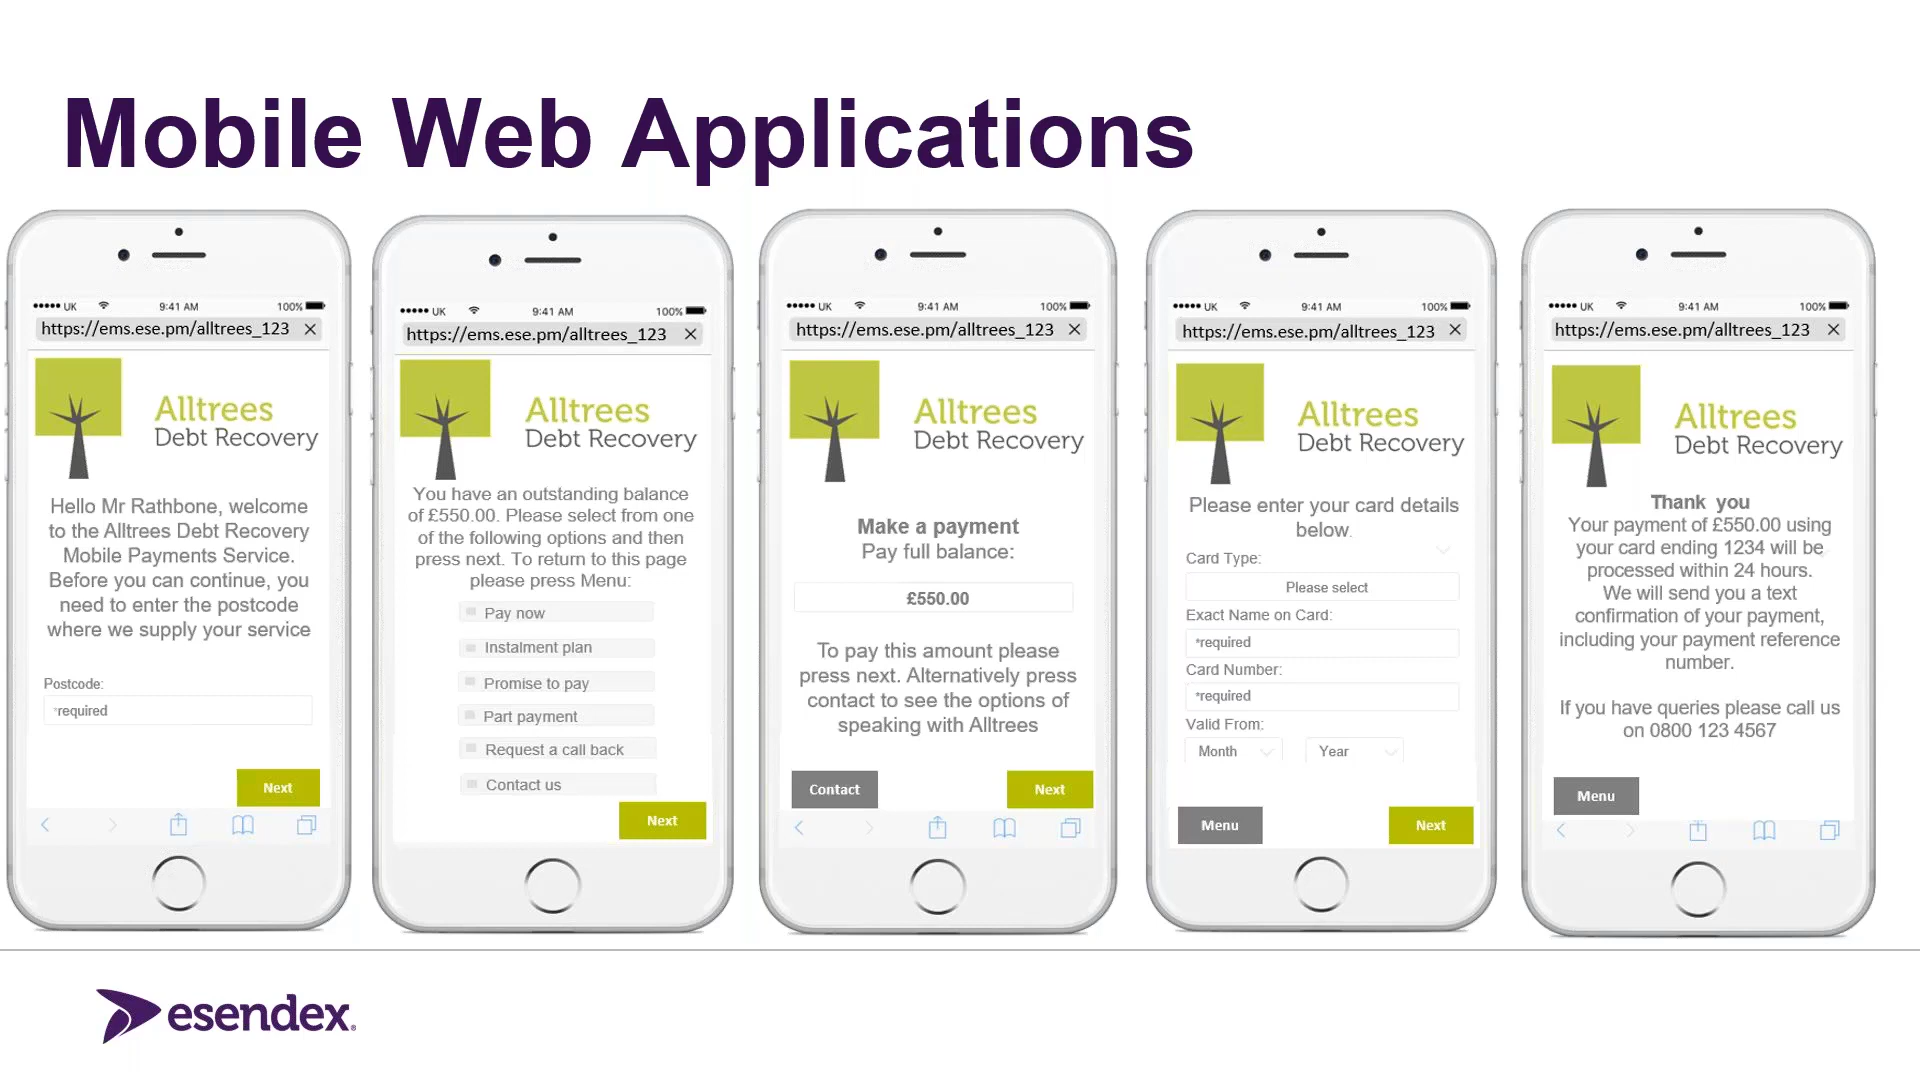 Mobile Web Applications
UK 9:41 AM 100%
https://ems.ese.pm/alltrees_123 ×
Alltrees
Debt Recovery
Hello Mr Rathbone, welcome
to the Alltrees Debt Recovery
Mobile Payments Service.
Before you can continue, you
need to enter the postcode
where we supply your service
Postcode:
*required
Next
UK 9:41 AM 100%
https://ems.ese.pm/alltrees_123 ×
Alltrees
Debt Recovery
You have an outstanding balance
of £550.00. Please select from one
of the following options and then
press next. To return to this page
please press Menu:
Pay now
Instalment plan
Promise to pay
Part payment
Request a call back
Contact us
Next
UK 9:41 AM 100%
https://ems.ese.pm/alltrees_123 ×
Alltrees
Debt Recovery
Make a payment
Pay full balance:
£550.00
To pay this amount please
press next. Alternatively press
contact to see the options of
speaking with Alltrees
Contact Next
UK 9:41 AM 100%
https://ems.ese.pm/alltrees_123 ×
Alltrees
Debt Recovery
Please enter your card details
below.
Card Type:
Please select
Exact Name on Card:
*required
Card Number:
*required
Valid From:
Month Year
Menu Next
UK 9:41 AM 100%
https://ems.ese.pm/alltrees_123 ×
Alltrees
Debt Recovery
Thank you
Your payment of £550.00 using
your card ending 1234 will be
processed within 24 hours.
We will send you a text
confirmation of your payment,
including your payment reference
number.
If you have queries please call us
on 0800 123 4567
Menu
esendex®